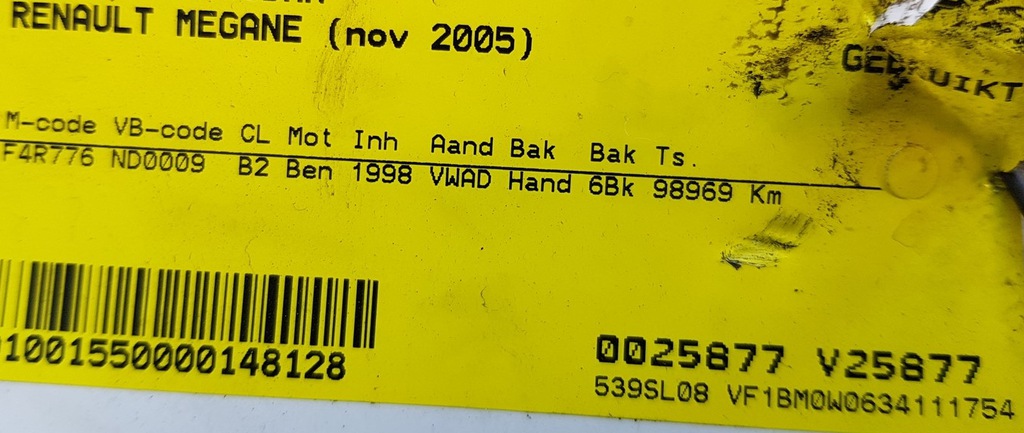 RENAULT MEGANE (nov 2005)
GEBRUIKT
M-code VB-code CL Mot Inh Aand Bak Bak Ts.
F4R776 ND0009 B2 Ben 1998 VWAD Hand 6Bk 98969 Km
1001550000148128
0025877 V25877
539SL08 VF1BM0W0634111754